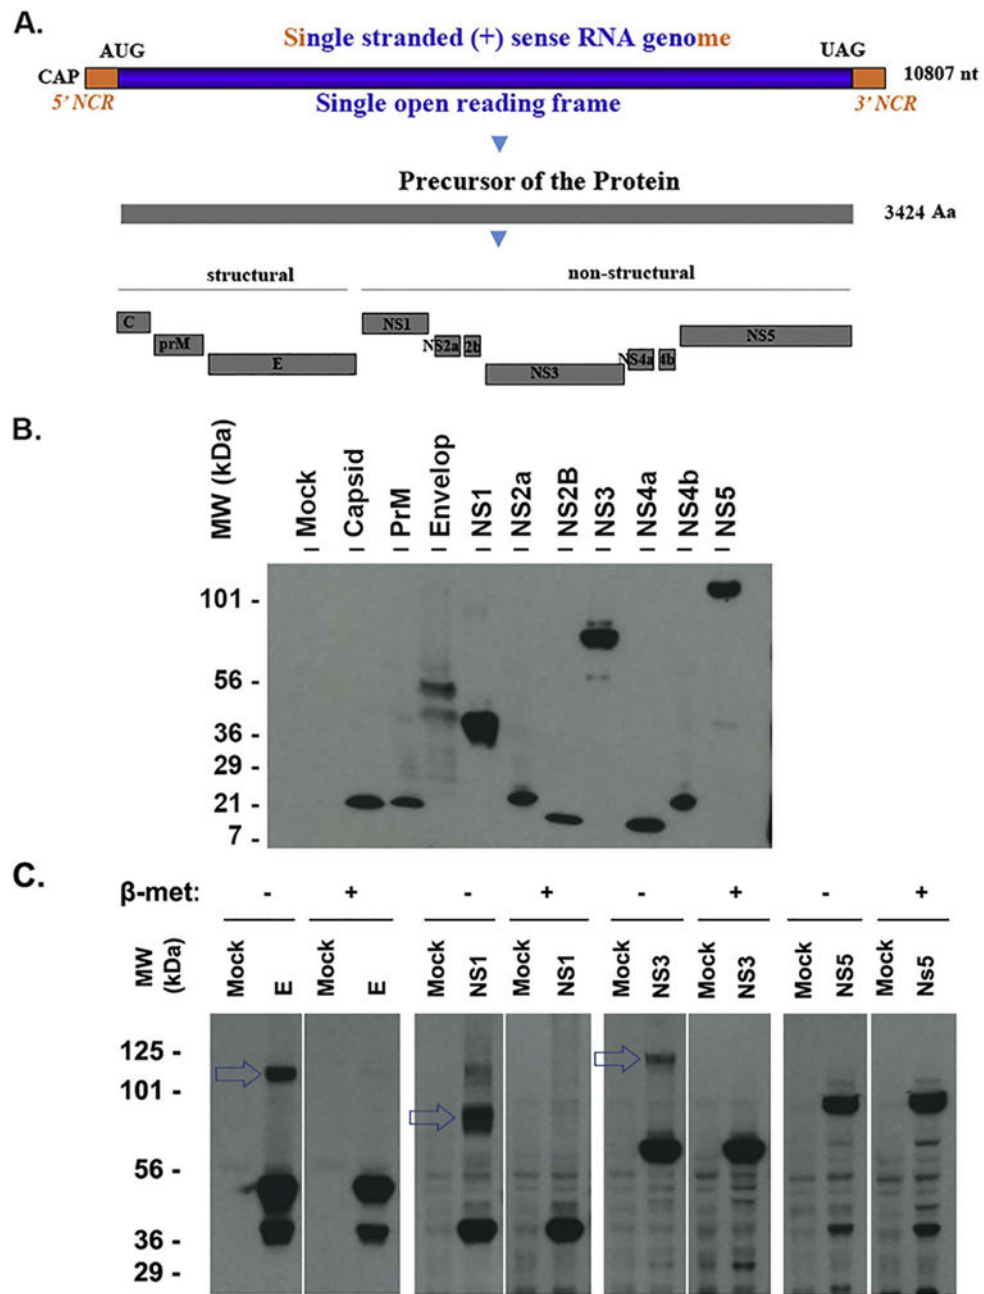 A.
Single stranded (+) sense RNA genome
AUG UAG
CAP 10807 nt
5' NCR 3' NCR
Single open reading frame
Precursor of the Protein
3424 Aa
structural non-structural
C NS1 NS5
prM NS2a 2b NS4a 4b
E NS3
B.
MW (kDa) Mock Capsid PrM Envelop NS1 NS2a NS2B NS3 NS4a NS4b NS5
101 -
56 -
36 -
29 -
21 -
7 -
C.
β-met: - + - + - + - +
MW (kDa) Mock E Mock E Mock NS1 Mock NS1 Mock NS3 Mock NS3 Mock NS5 Mock Ns5
125 -
101 -
56 -
36 -
29 -